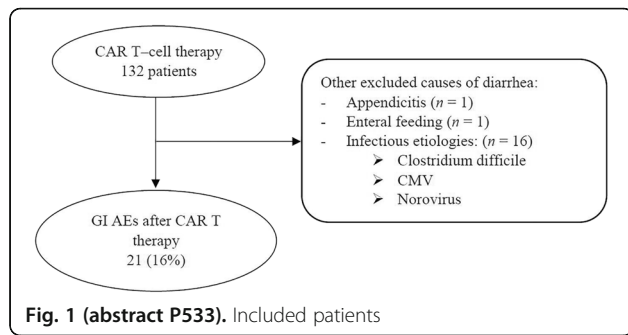 CAR T–cell therapy
132 patients
Other excluded causes of diarrhea:
- Appendicitis (n = 1)
- Enteral feeding (n = 1)
- Infectious etiologies: (n = 16)
➢ Clostridium difficile
➢ CMV
➢ Norovirus
GI AEs after CAR T
therapy
21 (16%)
Fig. 1 (abstract P533). Included patients